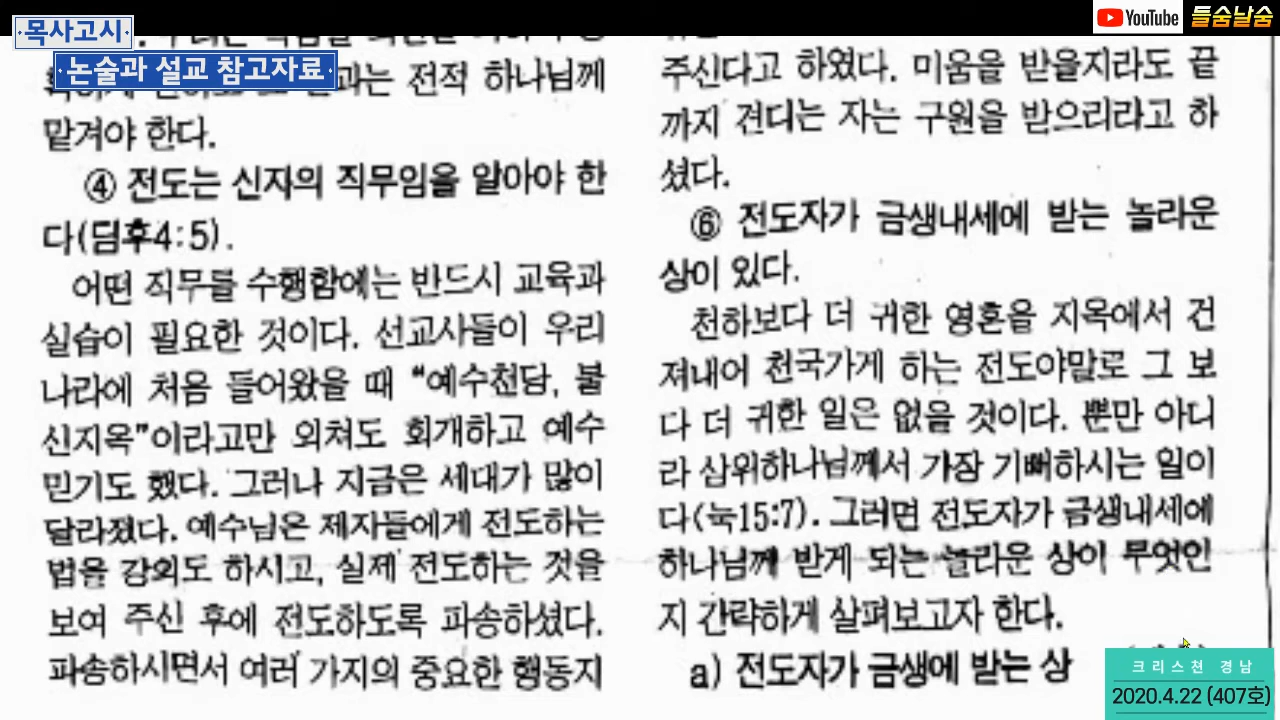 목사고시
논술과 설교 참고자료
YouTube 들숨날숨
과는 전적 하나님께
맡겨야 한다.
④ 전도는 신자의 직무임을 알아야 한
다(딤후4:5).
어떤 직무를 수행함에는 반드시 교육과
실습이 필요한 것이다. 선교사들이 우리
나라에 처음 들어왔을 때 “예수천당, 불
신지옥”이라고만 외쳐도 회개하고 예수
믿기도 했다. 그러나 지금은 세대가 많이
달라졌다. 예수님은 제자들에게 전도하는
법을 강의도 하시고, 실제 전도하는 것을
보여 주신 후에 전도하도록 파송하셨다.
파송하시면서 여러 가지의 중요한 행동지
주신다고 하였다. 미움을 받을지라도 끝
까지 견디는 자는 구원을 받으리라고 하
셨다.
⑥ 전도자가 금생내세에 받는 놀라운
상이 있다.
천하보다 더 귀한 영혼을 지옥에서 건
져내어 천국가게 하는 전도야말로 그 보
다 더 귀한 일은 없을 것이다. 뿐만 아니
라 삼위하나님께서 가장 기뻐하시는 일이
다(눅15:7). 그러면 전도자가 금생내세에
하나님께 받게 되는 놀라운 상이 무엇인
지 간략하게 살펴보고자 한다.
a) 전도자가 금생에 받는 상
크리스천 경남
2020.4.22 (407호)